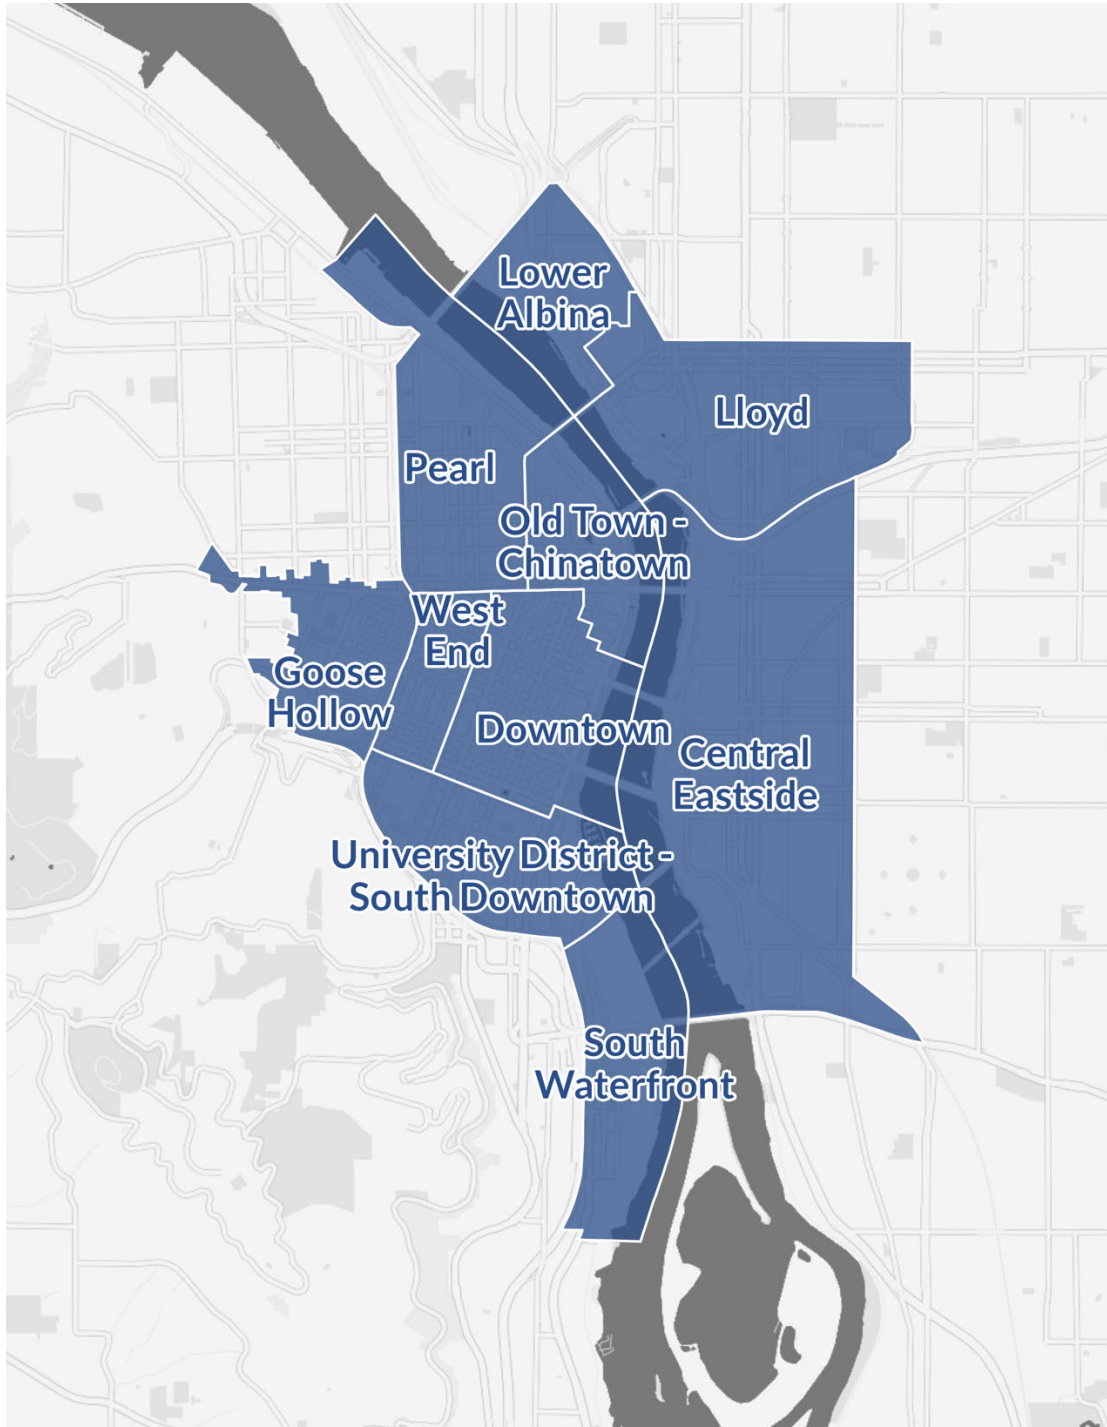 Lower
Albina
Lloyd
Pearl
Old Town -
Chinatown
West
End
Goose
Hollow
Downtown
Central
Eastside
University District -
South Downtown
South
Waterfront